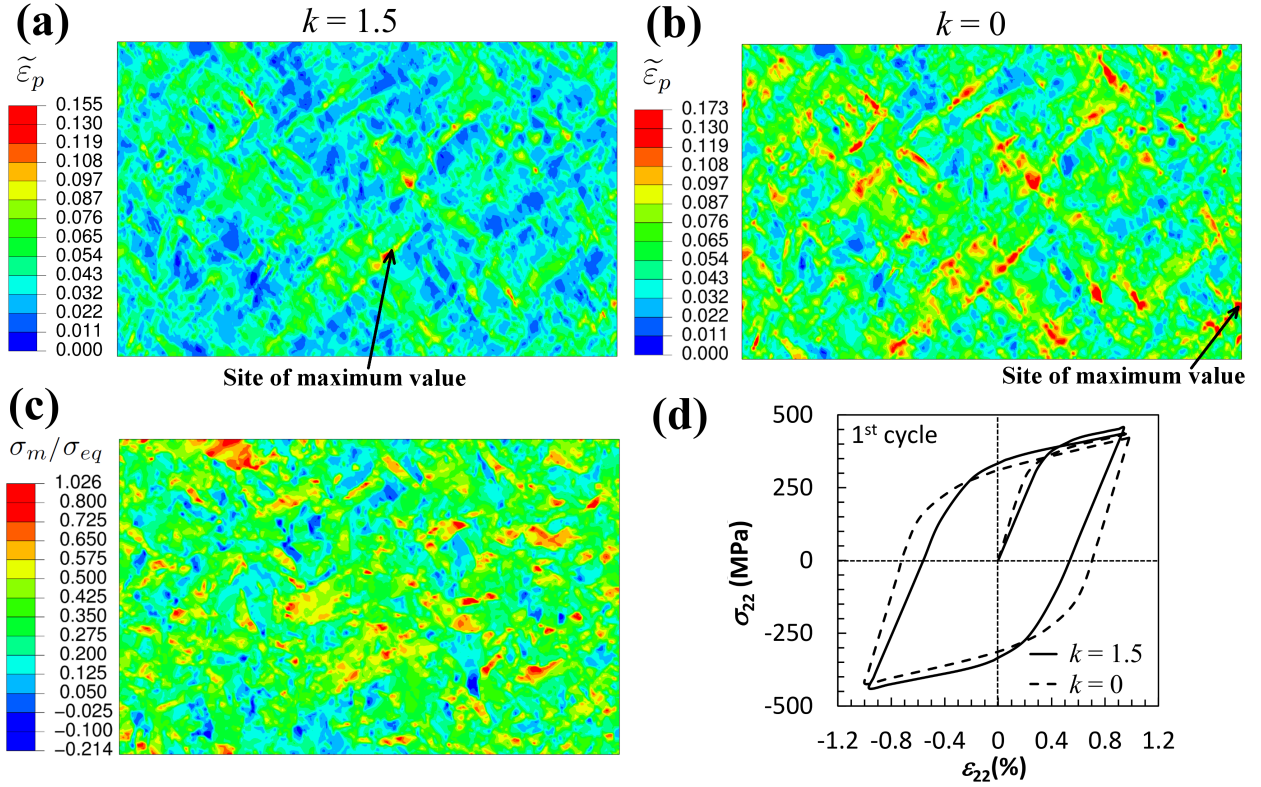 (a)
k = 1.5
ε̃p
0.155
0.130
0.119
0.108
0.097
0.087
0.076
0.065
0.054
0.043
0.032
0.022
0.011
0.000
Site of maximum value
(b)
k = 0
ε̃p
0.173
0.130
0.119
0.108
0.097
0.087
0.076
0.065
0.054
0.043
0.032
0.022
0.011
0.000
Site of maximum value
(c)
σm/σeq
1.026
0.800
0.725
0.650
0.575
0.500
0.425
0.350
0.275
0.200
0.125
0.050
−0.025
−0.100
−0.214
(d)
1st cycle
σ22 (MPa)
500
250
0
-250
-500
k = 1.5
k = 0
-1.2 -0.8 -0.4 0 0.4 0.8 1.2
ε22(%)